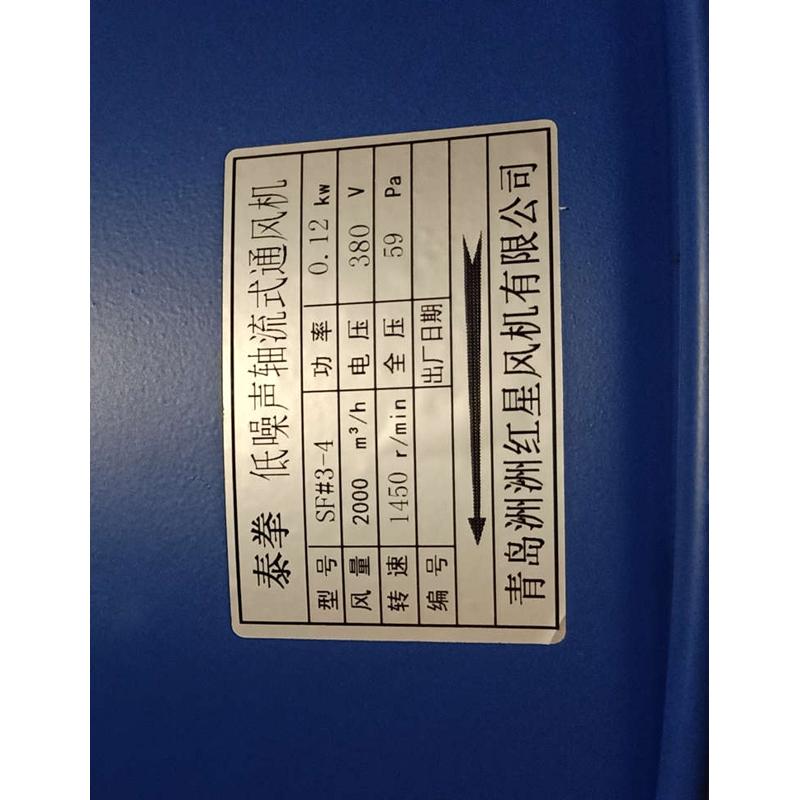 泰拳 低噪声轴流式通风机
型号 SF#3-4 功率 0.12 kw
风量 2000 m³/h 电压 380 V
转速 1450 r/min 全压 59 Pa
编号 出厂日期
青岛洲洲红星风机有限公司